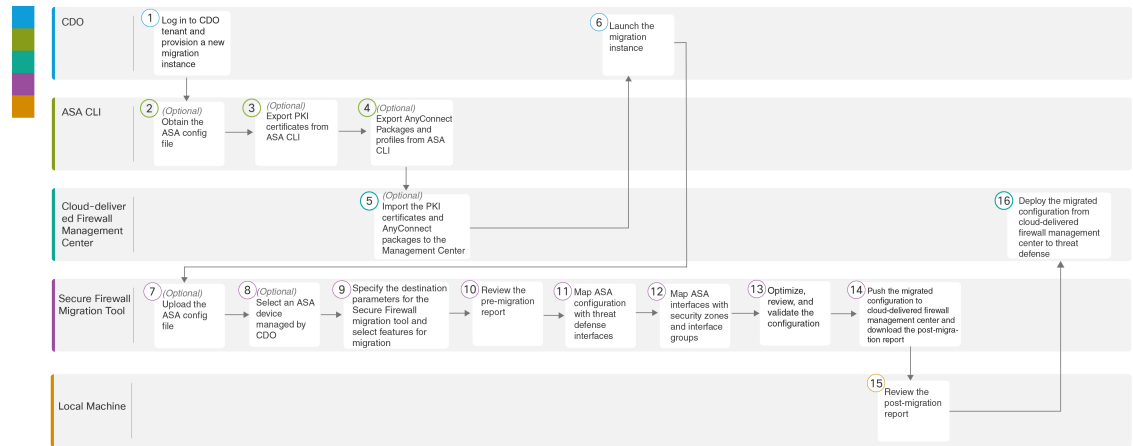 CDO
1
Log in to CDO
tenant and
provision a new
migration
instance
6
Launch the
migration
instance
ASA CLI
2
(Optional)
Obtain the
ASA config
file
3
(Optional)
Export PKI
certificates from
ASA CLI
4
(Optional)
Export AnyConnect
Packages and
profiles from ASA
CLI
Cloud-deliver
ed Firewall
Management
Center
5
(Optional)
Import the PKI
certificates and
AnyConnect
packages to the
Management Center
16
Deploy the migrated
configuration from
cloud-delivered
firewall management
center to threat
defense
Secure Firewall
Migration Tool
7
(Optional)
Upload the
ASA config
file
8
(Optional)
Select an ASA
device
managed by
CDO
9
Specify the destination
parameters for the
Secure Firewall
migration tool and
select features for
migration
10
Review the
pre-migration
report
11
Map ASA
configuration
with threat
defense
interfaces
12
Map ASA
interfaces with
security zones
and interface
groups
13
Optimize,
review, and
validate the
configuration
14
Push the migrated
configuration to
cloud-delivered firewall
management center and
download the post-migra-
tion report
Local Machine
15
Review the
post-migration
report